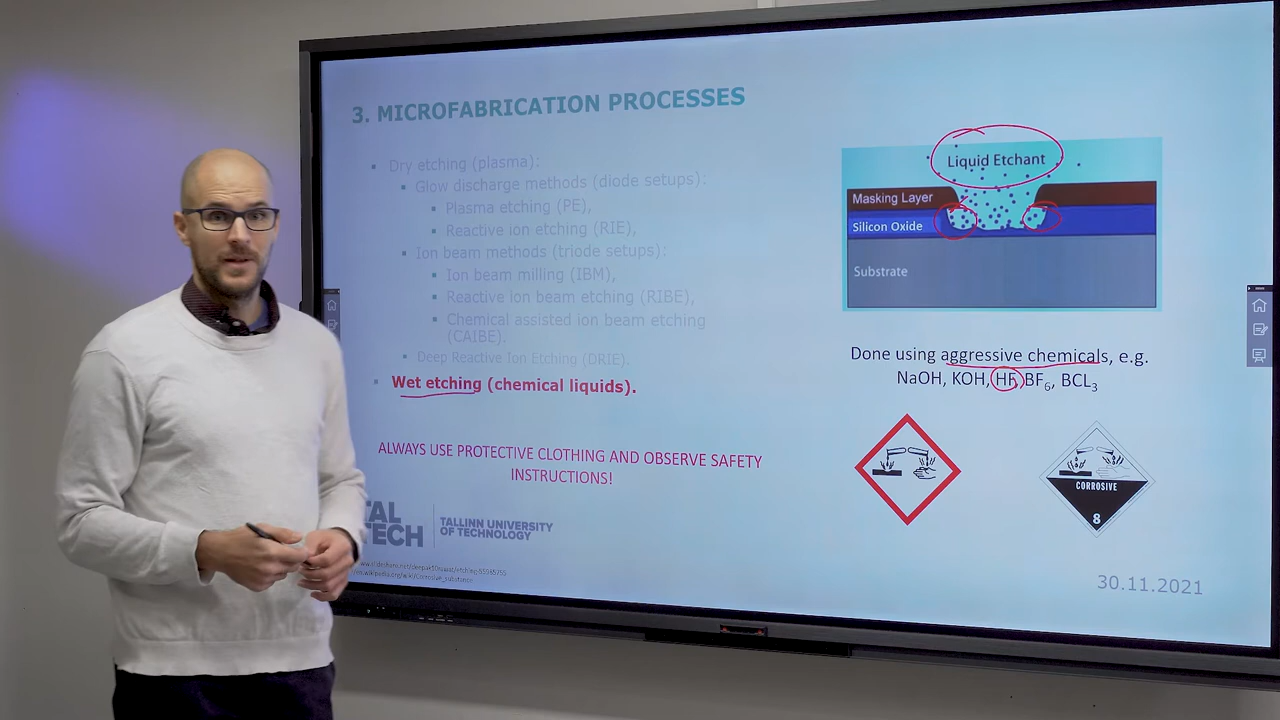 3. MICROFABRICATION PROCESSES
Dry etching (plasma):
Glow discharge methods (diode setups):
Plasma etching (PE),
Reactive ion etching (RIE),
Ion beam methods (triode setups):
Ion beam milling (IBM),
Reactive ion beam etching (RIBE),
Chemical assisted ion beam etching
(CAIBE).
Deep Reactive Ion Etching (DRIE).
Wet etching (chemical liquids).
ALWAYS USE PROTECTIVE CLOTHING AND OBSERVE SAFETY
INSTRUCTIONS!
Liquid Etchant
Masking Layer
Silicon Oxide
Substrate
Done using aggressive chemicals, e.g.
NaOH, KOH, HF, BF₆, BCL₃
CORROSIVE
8
TAL
TECH
TALLINN UNIVERSITY
OF TECHNOLOGY
30.11.2021